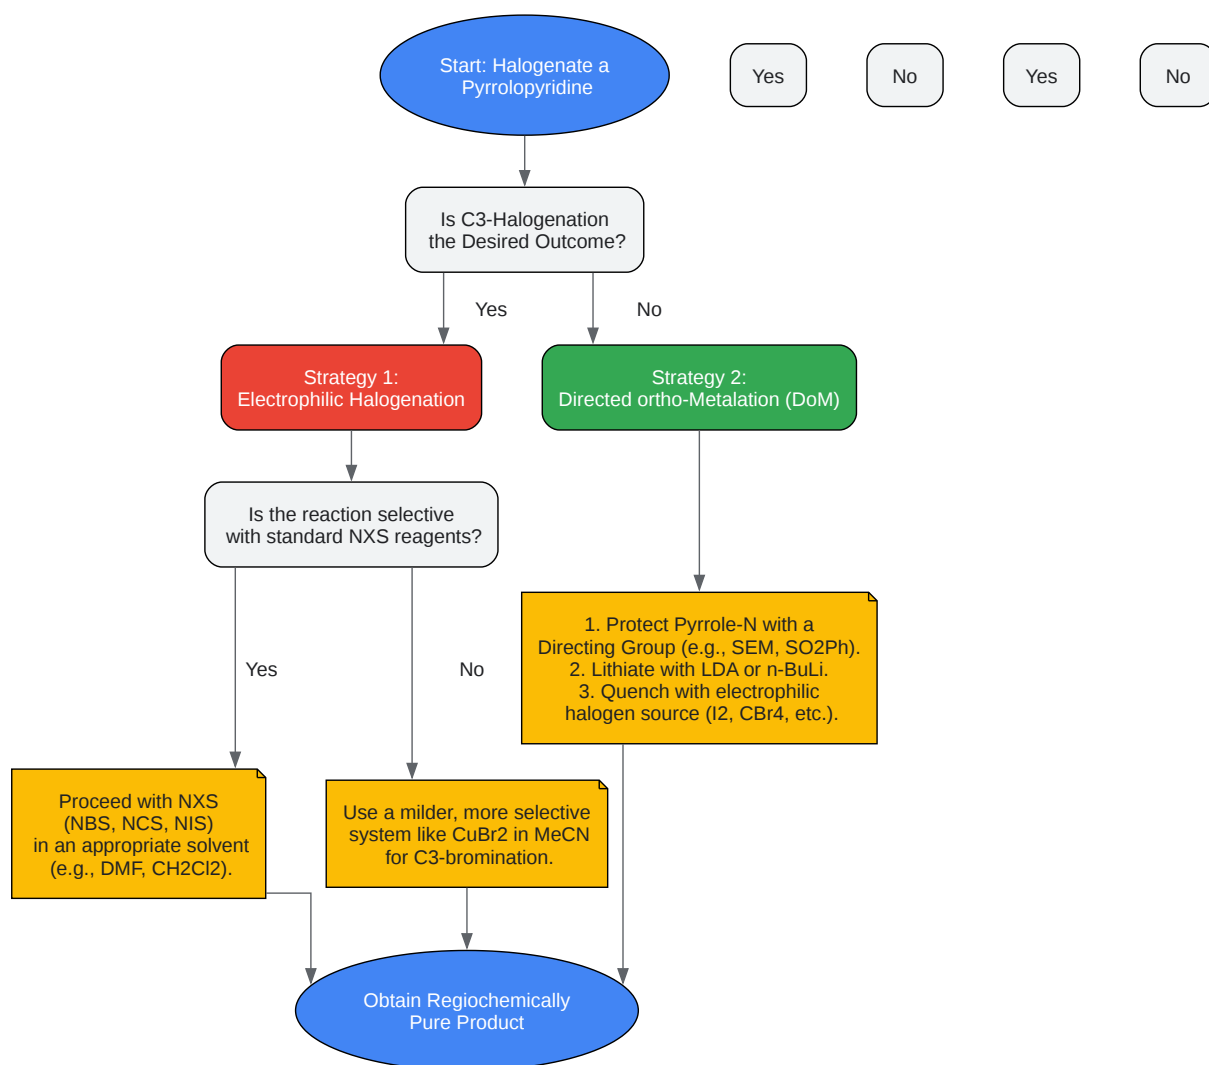 Start: Halogenate a
Pyrrolopyridine
Yes
No
Yes
No
Is C3-Halogenation
the Desired Outcome?
Yes
No
Strategy 1:
Electrophilic Halogenation
Strategy 2:
Directed ortho-Metalation (DoM)
Is the reaction selective
with standard NXS reagents?
1. Protect Pyrrole-N with a
Directing Group (e.g., SEM, SO2Ph).
2. Lithiate with LDA or n-BuLi.
3. Quench with electrophilic
halogen source (I2, CBr4, etc.).
Yes
No
Proceed with NXS
(NBS, NCS, NIS)
in an appropriate solvent
(e.g., DMF, CH2Cl2).
Use a milder, more selective
system like CuBr2 in MeCN
for C3-bromination.
Obtain Regiochemically
Pure Product